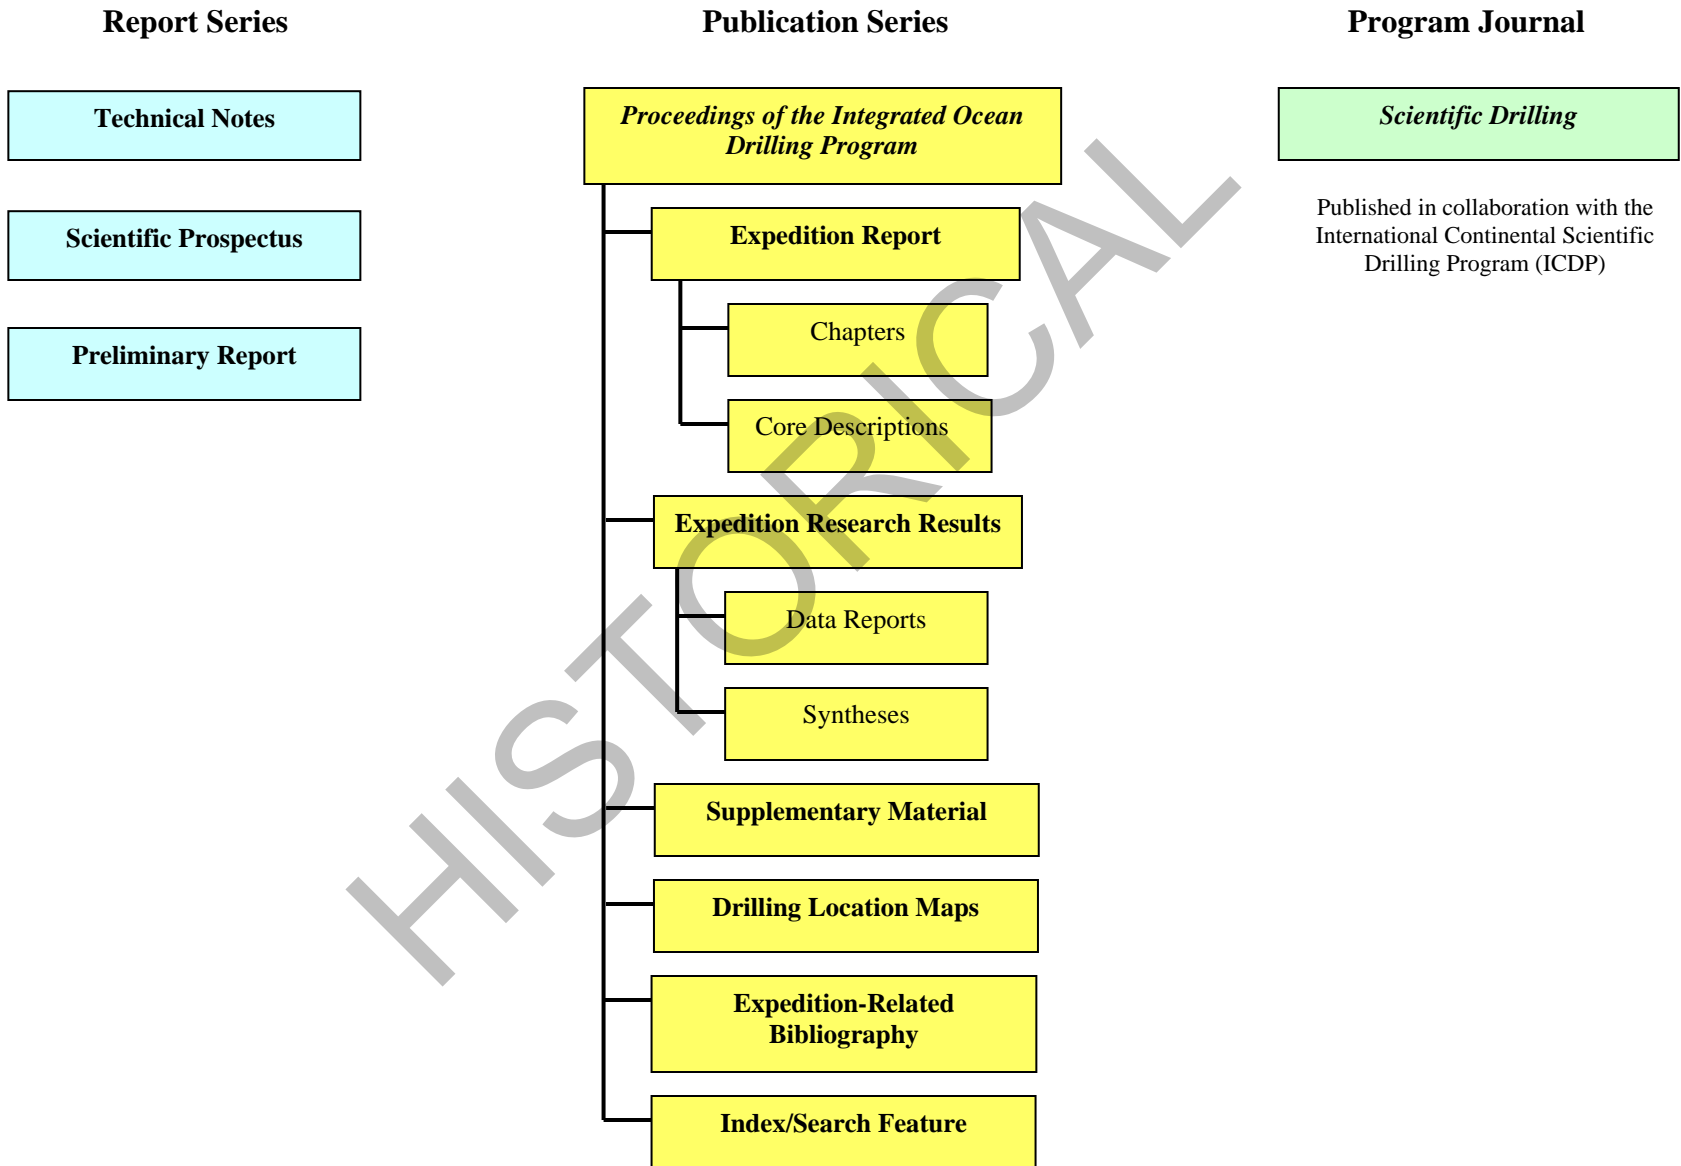 Report Series
Technical Notes
Scientific Prospectus
Preliminary Report
Publication Series
Proceedings of the Integrated Ocean
Drilling Program
Expedition Report
Chapters
Core Descriptions
Expedition Research Results
Data Reports
Syntheses
Supplementary Material
Drilling Location Maps
Expedition-Related
Bibliography
Index/Search Feature
Program Journal
Scientific Drilling
Published in collaboration with the
International Continental Scientific
Drilling Program (ICDP)
HISTORICAL